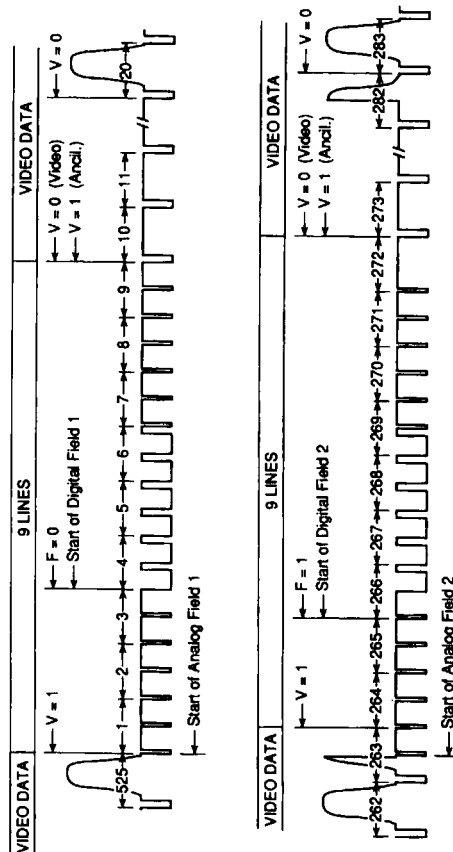 VIDEO DATA
9 LINES
VIDEO DATA
V = 1
F = 0
Start of Digital Field 1
V = 0 (Video)
V = 1 (Ancil.)
V = 0
525
1
2
3
4
5
6
7
8
9
10
11
20
Start of Analog Field 1
VIDEO DATA
9 LINES
VIDEO DATA
V = 1
F = 1
Start of Digital Field 2
V = 0 (Video)
V = 1 (Ancil.)
V = 0
262
263
264
265
266
267
268
269
270
271
272
273
282
283
Start of Analog Field 2